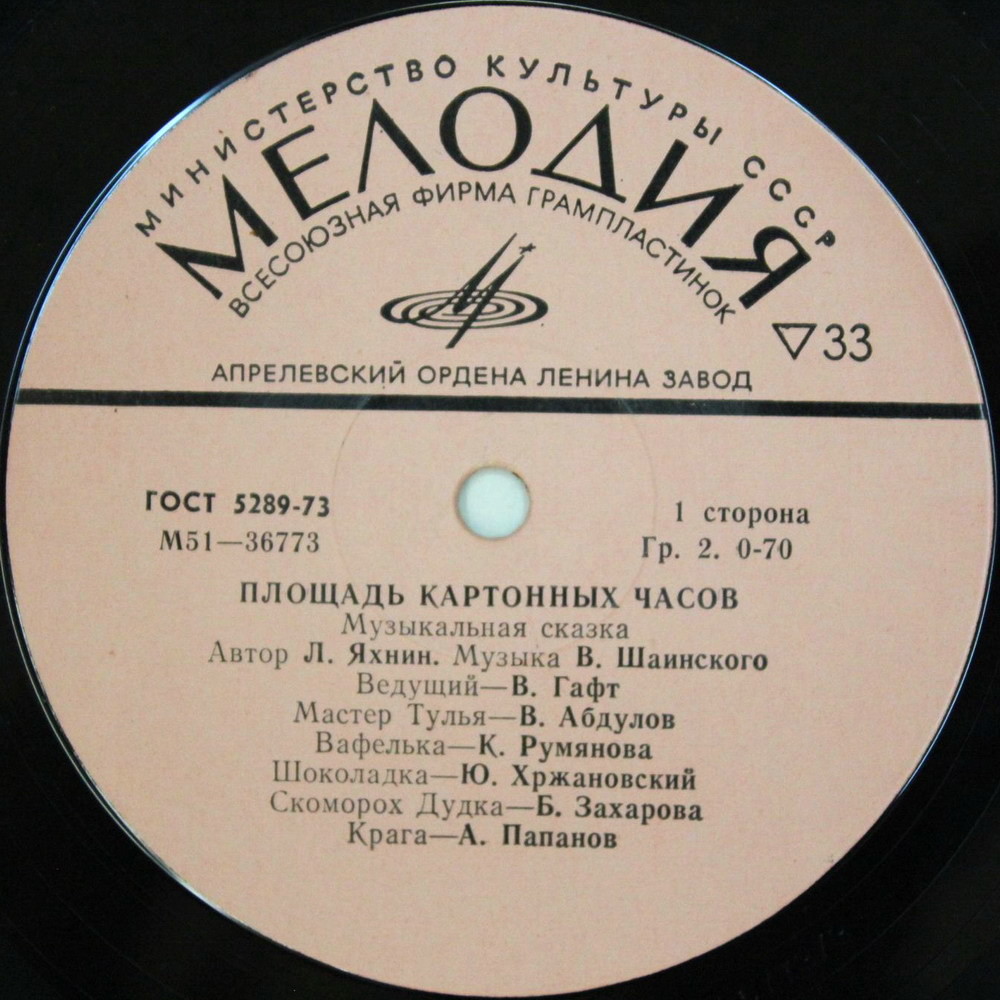 МИНИСТЕРСТВО КУЛЬТУРЫ СССР
МЕЛОДИЯ
ВСЕСОЮЗНАЯ ФИРМА ГРАМПЛАСТИНОК
▽33
АПРЕЛЕВСКИЙ ОРДЕНА ЛЕНИНА ЗАВОД
ГОСТ 5289-73
М51—36773
1 сторона
Гр. 2. 0-70
ПЛОЩАДЬ КАРТОННЫХ ЧАСОВ
Музыкальная сказка
Автор Л. Яхнин. Музыка В. Шаинского
Ведущий—В. Гафт
Мастер Тулья—В. Абдулов
Вафелька—К. Румянова
Шоколадка—Ю. Хржановский
Скоморох Дудка—Б. Захарова
Крага—А. Папанов